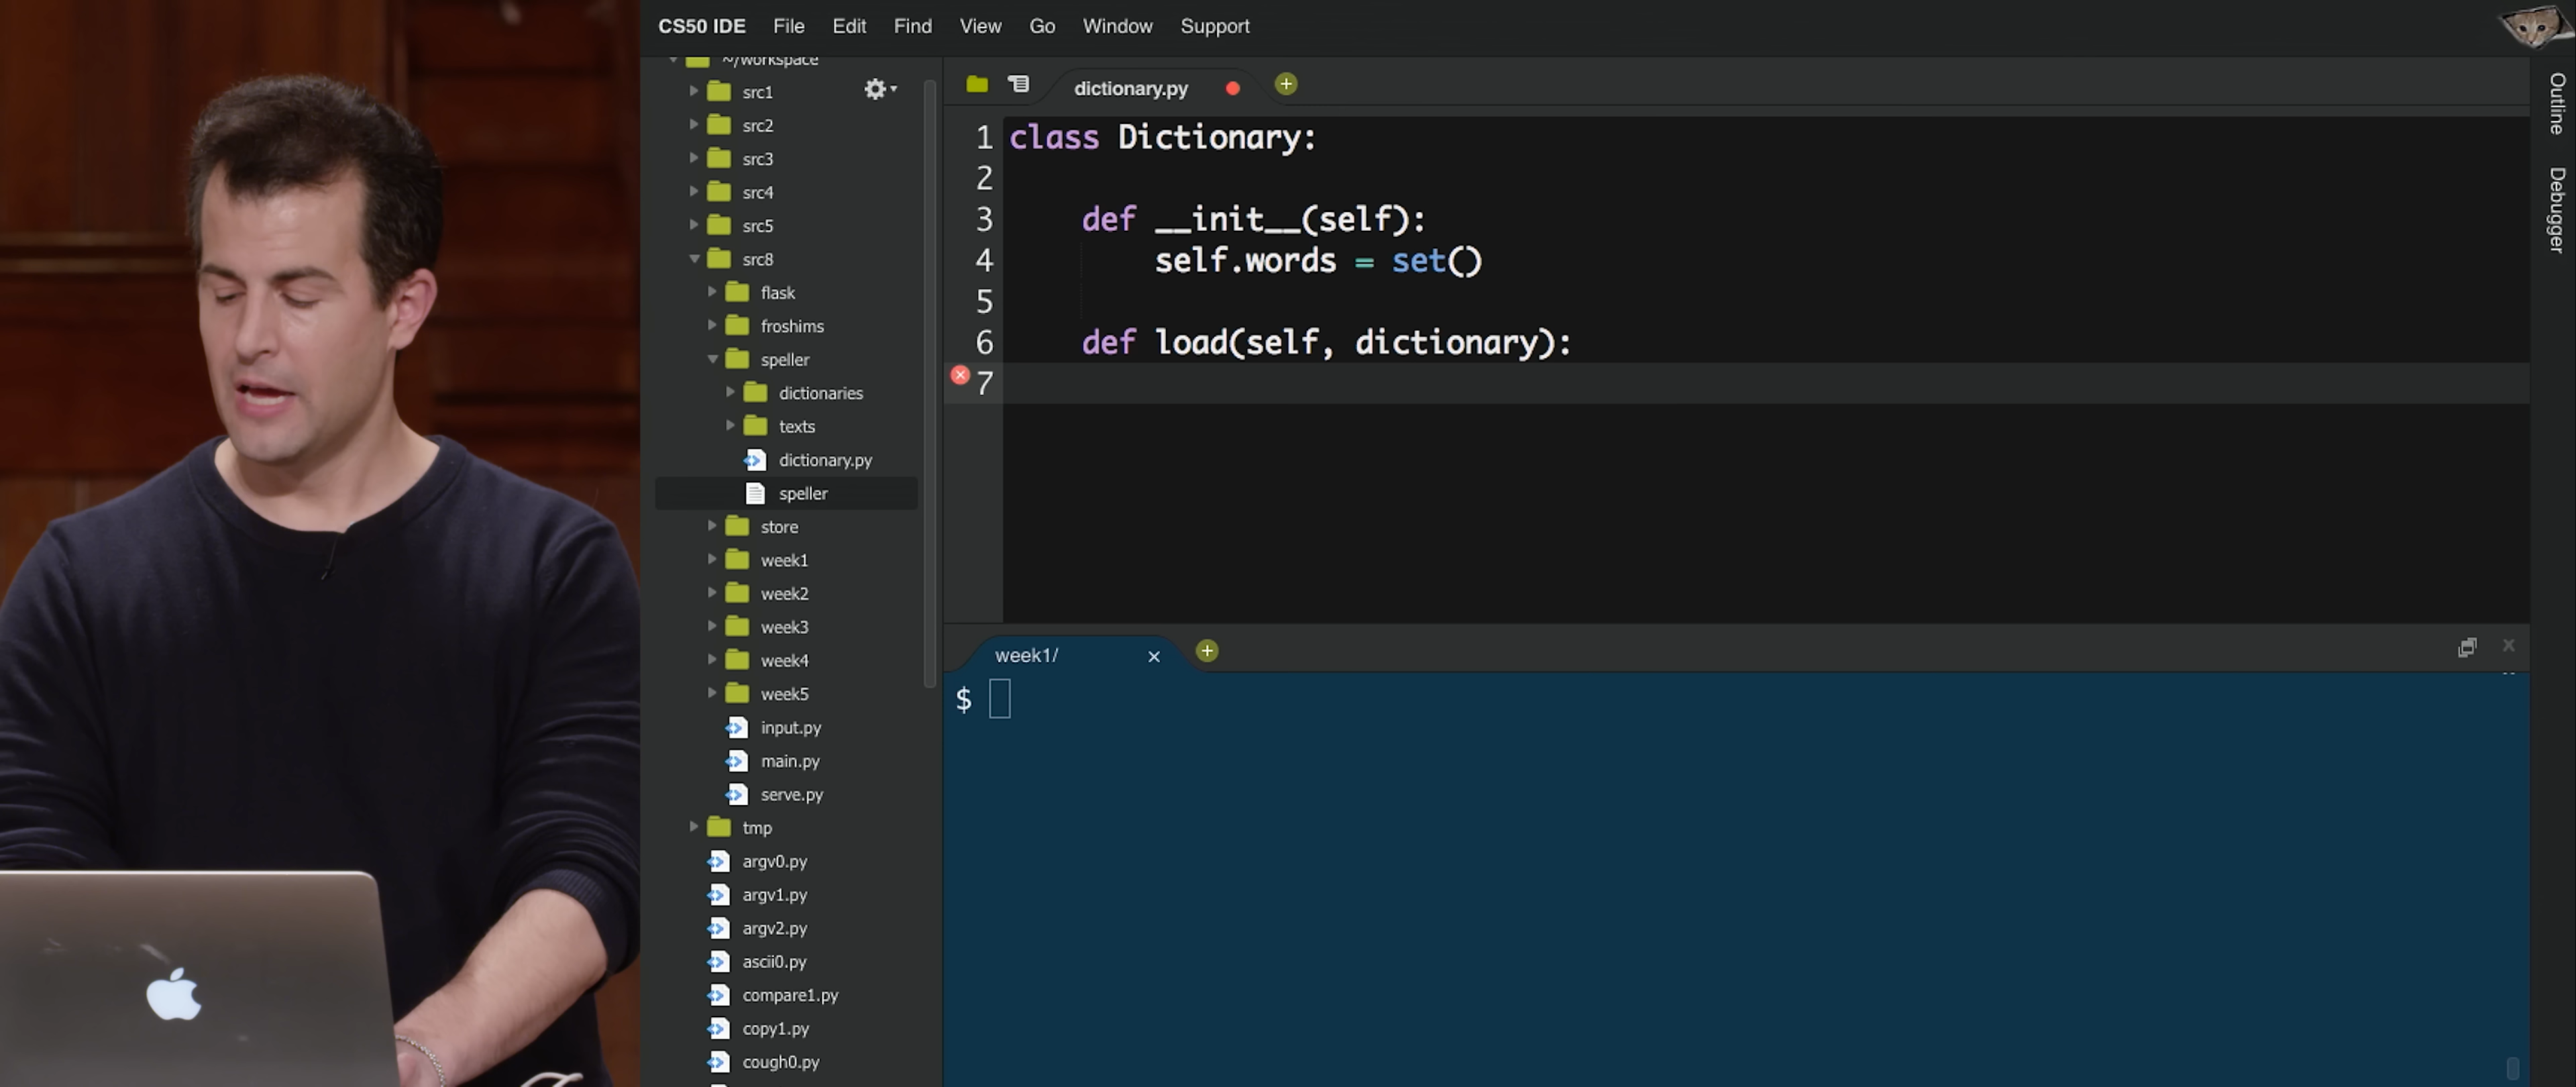 CS50 IDE File Edit Find View Go Window Support
~/workspace
src1
src2
src3
src4
src5
src8
flask
froshims
speller
dictionaries
texts
dictionary.py
speller
store
week1
week2
week3
week4
week5
input.py
main.py
serve.py
tmp
argv0.py
argv1.py
argv2.py
ascii0.py
compare1.py
copy1.py
cough0.py
dictionary.py
1 class Dictionary:
2
3 def __init__(self):
4 self.words = set()
5
6 def load(self, dictionary):
7
week1/
$
Outline
Debugger